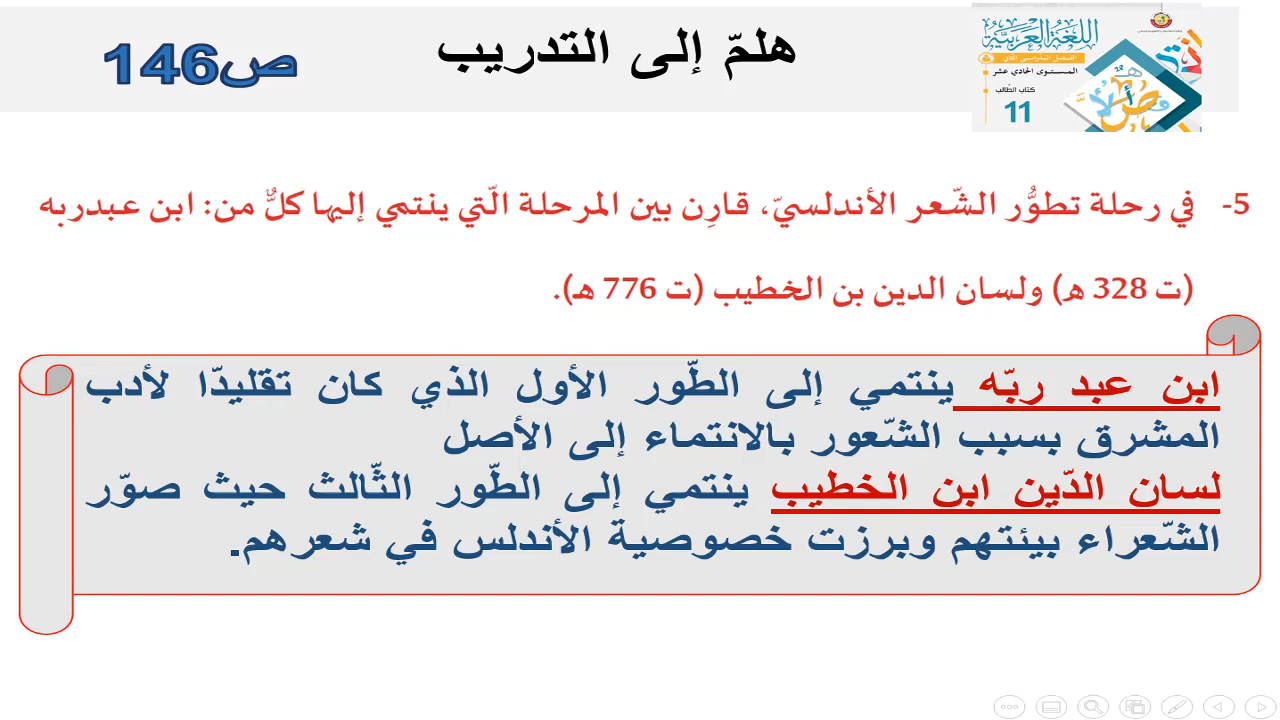 هلمّ إلى التدريب
ص146
اللغة العربية
الفصل الدراسي الثاني
المستوى الحادي عشر
كتاب الطالب
11
5- في رحلة تطوُّر الشّعر الأندلسيّ، قارِن بين المرحلة الّتي ينتمي إليها كلٌّ من: ابن عبدربه
(ت 328 هـ) ولسان الدين بن الخطيب (ت 776 هـ).
ابن عبد ربّه ينتمي إلى الطّور الأول الذي كان تقليدّا لأدب
المشرق بسبب الشّعور بالانتماء إلى الأصل
لسان الدّين ابن الخطيب ينتمي إلى الطّور الثّالث حيث صوّر
الشّعراء بيئتهم وبرزت خصوصية الأندلس في شعرهم.